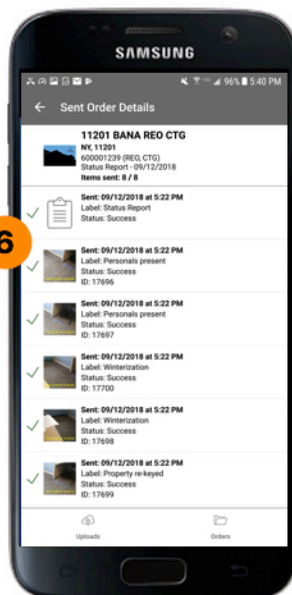 SAMSUNG
96% 5:40 PM
Sent Order Details
11201 BANA REO CTG
NY, 11201
600001239 (REO, CTG)
Status Report - 09/12/2018
Items sent: 8 / 8
Sent: 09/12/2018 at 5:22 PM
Label: Status Report
Status: Success
6
Sent: 09/12/2018 at 5:22 PM
Label: Personals present
Status: Success
ID: 17696
Sent: 09/12/2018 at 5:22 PM
Label: Personals present
Status: Success
ID: 17697
Sent: 09/12/2018 at 5:22 PM
Label: Winterization
Status: Success
ID: 17700
Sent: 09/12/2018 at 5:22 PM
Label: Winterization
Status: Success
ID: 17698
Sent: 09/12/2018 at 5:22 PM
Label: Property re-keyed
Status: Success
ID: 17699
Uploads
Orders